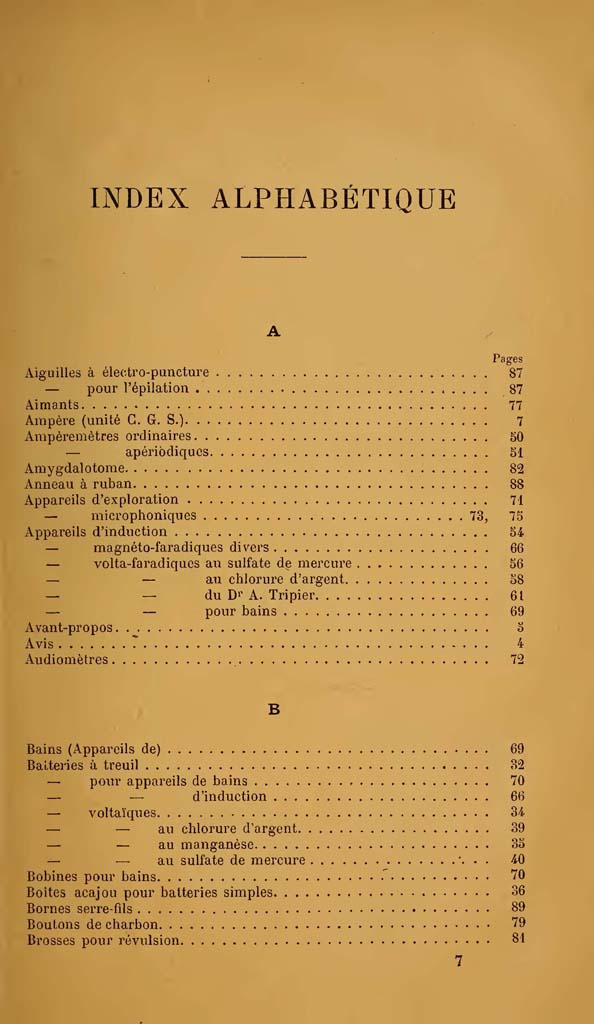 INDEX ALPHABÉTIQUE
A
Pages
Aiguilles à électro-puncture . . . . . . . . . . . . . . . . . . . . 87
— pour l'épilation . . . . . . . . . . . . . . . . . . . . 87
Aimants. . . . . . . . . . . . . . . . . . . . 77
Ampère (unité C. G. S.). . . . . . . . . . . . . . . . . . . . 7
Ampèremètres ordinaires. . . . . . . . . . . . . . . . . . . . 50
— apériodiques. . . . . . . . . . . . . . . . . . . . 51
Amygdalotome. . . . . . . . . . . . . . . . . . . . 82
Anneau à ruban. . . . . . . . . . . . . . . . . . . . 88
Appareils d'exploration . . . . . . . . . . . . . . . . . . . . 71
— microphoniques . . . . . . . . . . . . . . . . . . . . 73, 75
Appareils d'induction . . . . . . . . . . . . . . . . . . . . 54
— magnéto-faradiques divers . . . . . . . . . . . . . . . . 66
— volta-faradiques au sulfate de mercure . . . . . . . . . . 56
— — au chlorure d'argent. . . . . . . . . . . 58
— — du Dr A. Tripier. . . . . . . . . . . . . 61
— — pour bains . . . . . . . . . . . . . . . 69
Avant-propos. . . . . . . . . . . . . . . . . . . . 5
Avis . . . . . . . . . . . . . . . . . . . . 4
Audiomètres . . . . . . . . . . . . . . . . . . . . 72
B
Bains (Appareils de) . . . . . . . . . . . . . . . . . . . . 69
Batteries à treuil . . . . . . . . . . . . . . . . . . . . 32
— pour appareils de bains . . . . . . . . . . . . . . . . . 70
— — d'induction . . . . . . . . . . . . . . . . 66
— voltaïques. . . . . . . . . . . . . . . . . . . . 34
— — au chlorure d'argent. . . . . . . . . . . . . . 39
— — au manganèse. . . . . . . . . . . . . . . . . 35
— — au sulfate de mercure . . . . . . . . . . . . . 40
Bobines pour bains. . . . . . . . . . . . . . . . . . . . 70
Boîtes acajou pour batteries simples. . . . . . . . . . . . . . . . 36
Bornes serre-fils . . . . . . . . . . . . . . . . . . . . 89
Boutons de charbon. . . . . . . . . . . . . . . . . . . . 79
Brosses pour révulsion. . . . . . . . . . . . . . . . . . . . 81
7